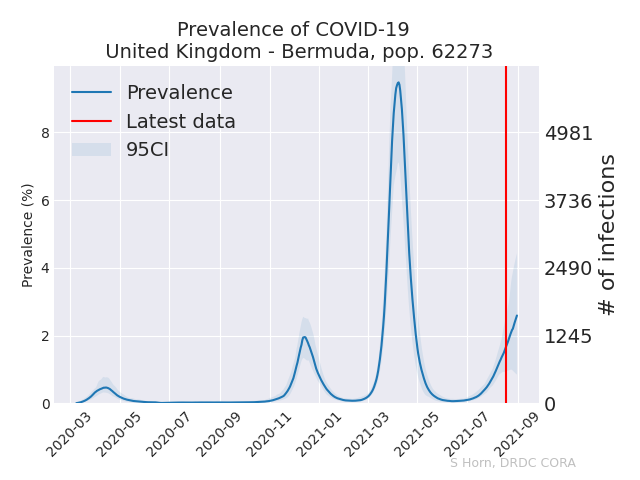 Prevalence of COVID-19
United Kingdom - Bermuda, pop. 62273
Prevalence
Latest data
95CI
Prevalence (%)
8
6
4
2
0
4981
3736
2490
1245
0
# of infections
2020-03
2020-05
2020-07
2020-09
2020-11
2021-01
2021-03
2021-05
2021-07
2021-09
S Horn, DRDC CORA